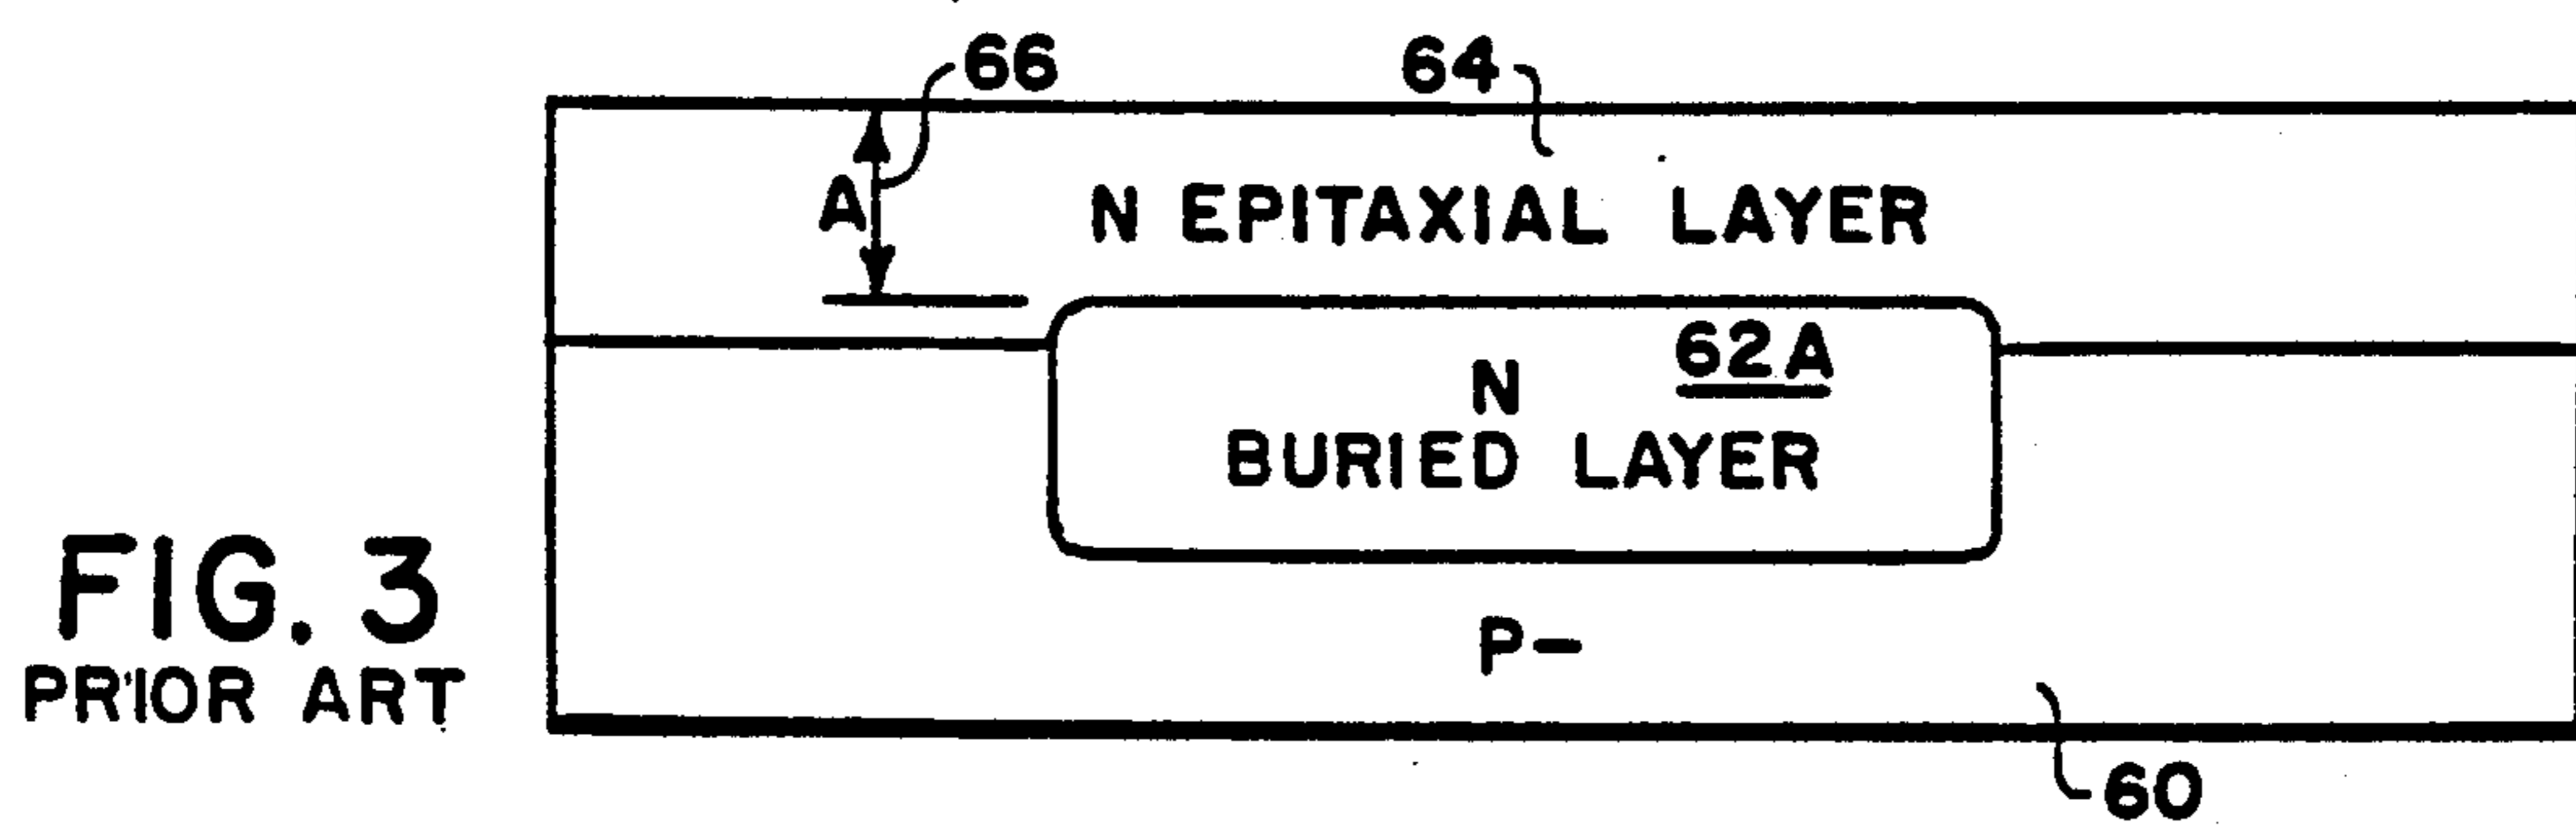 66
64
A
N EPITAXIAL LAYER
62A
N
BURIED LAYER
P-
FIG. 3
PRIOR ART
60